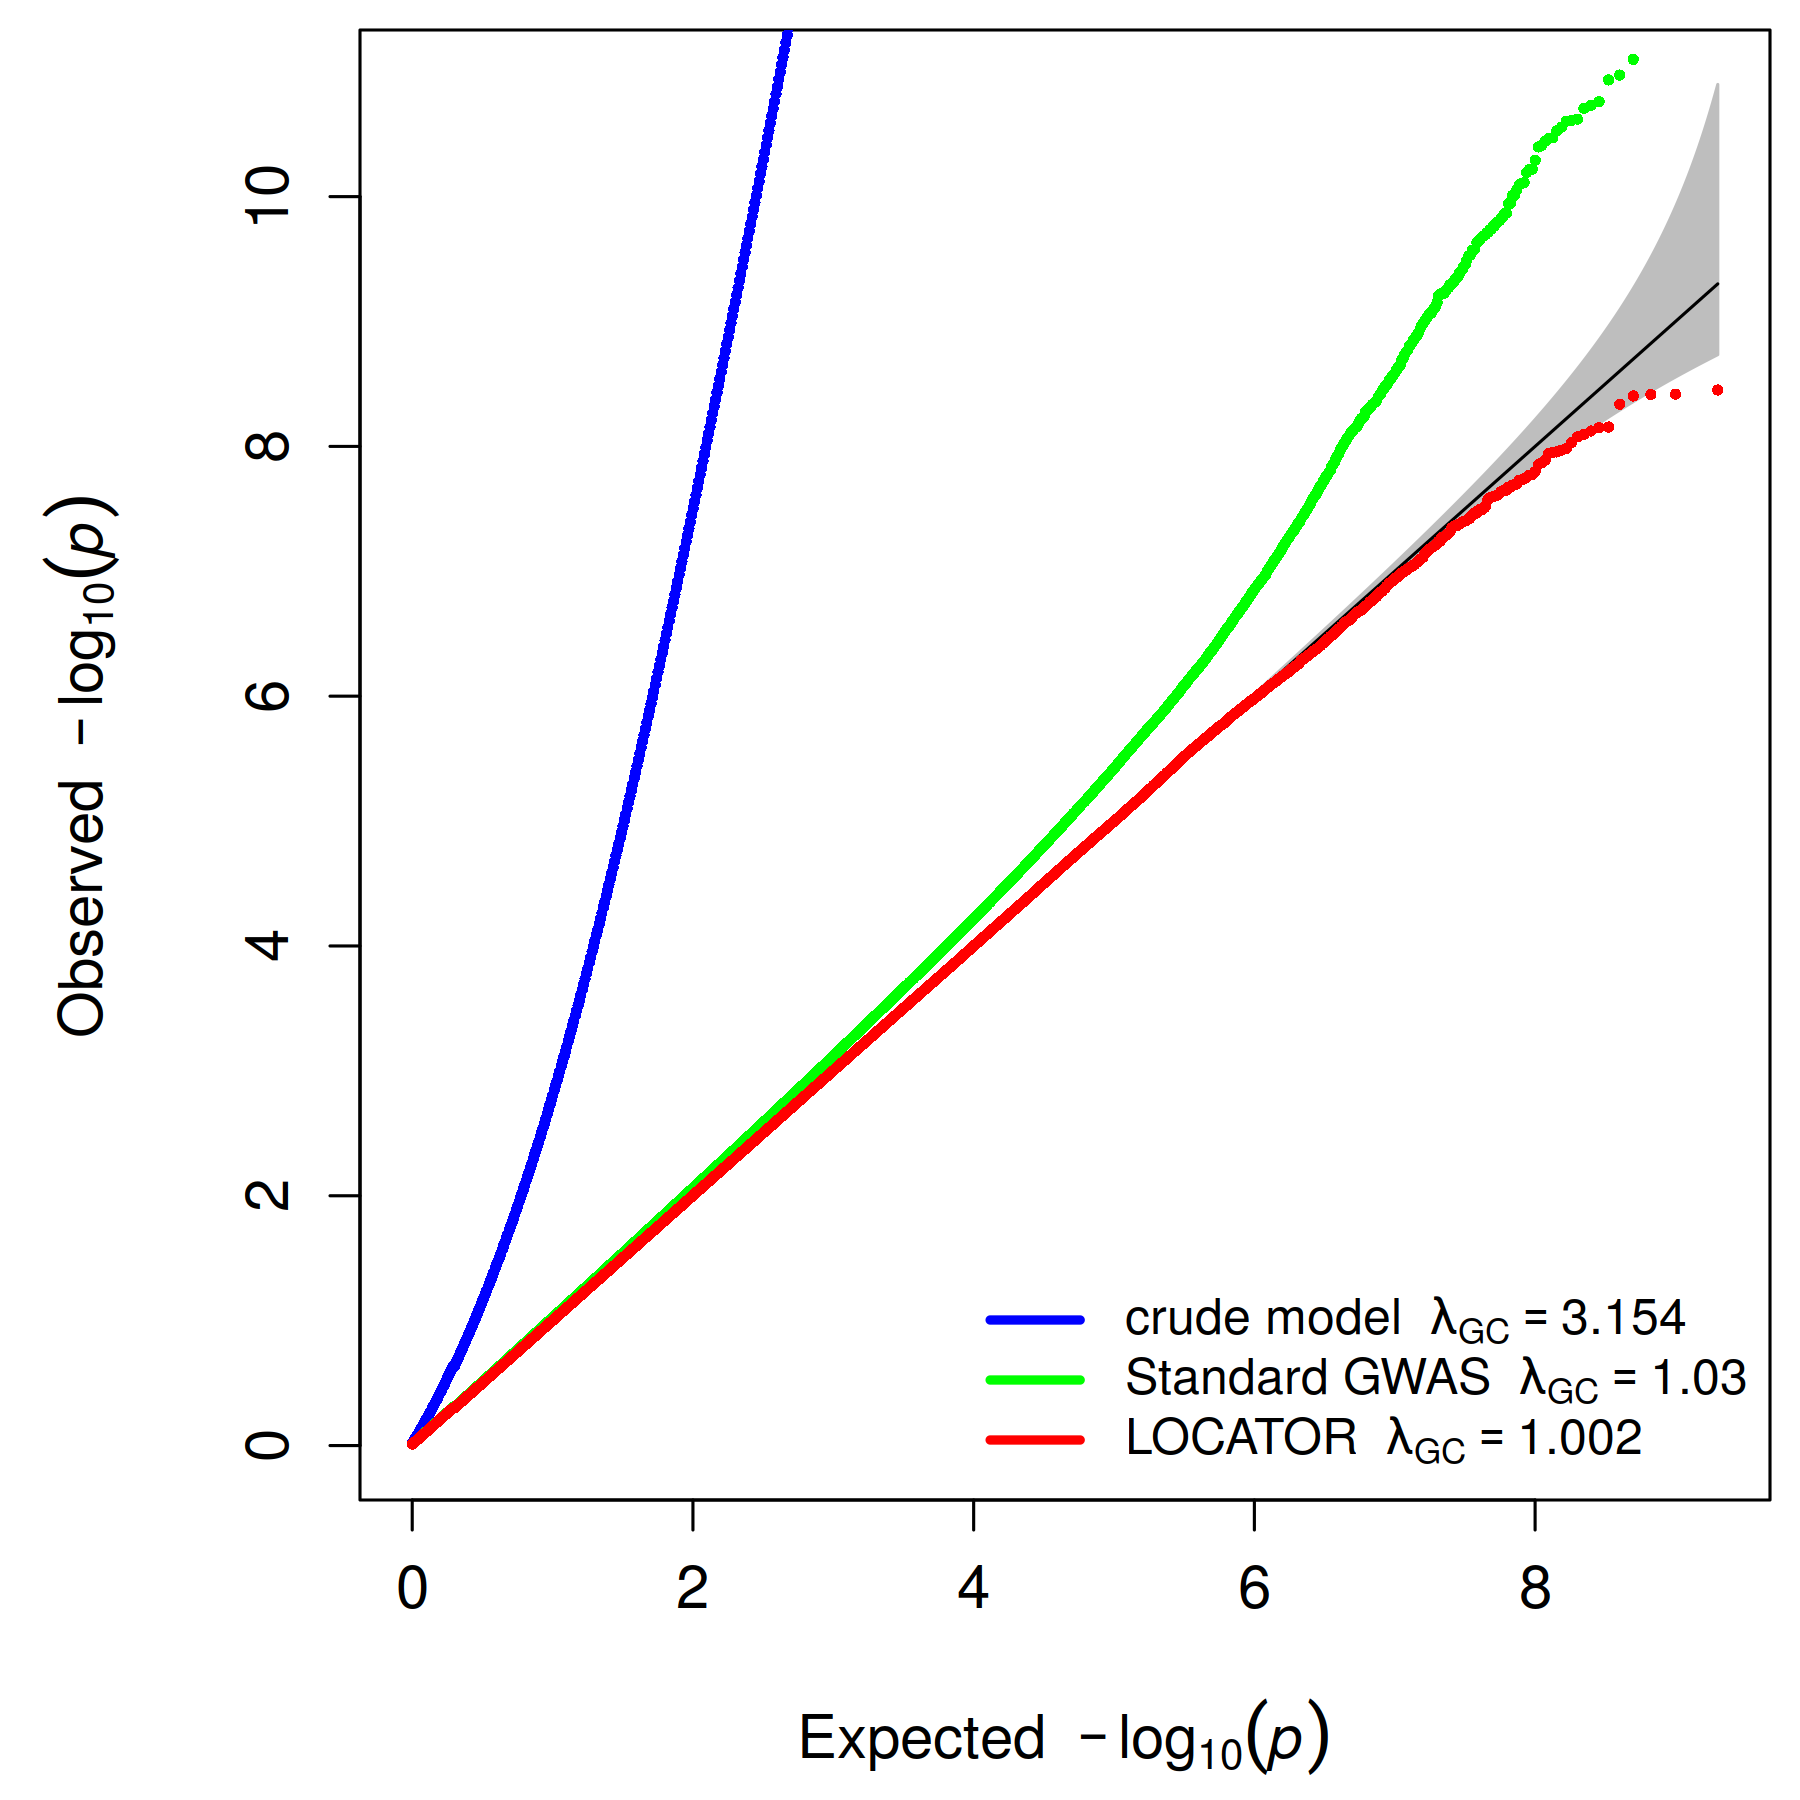 Observed −log₁₀(p)
10
8
6
4
2
0
crude model λGC = 3.154
Standard GWAS λGC = 1.03
LOCATOR λGC = 1.002
0 2 4 6 8
Expected −log₁₀(p)